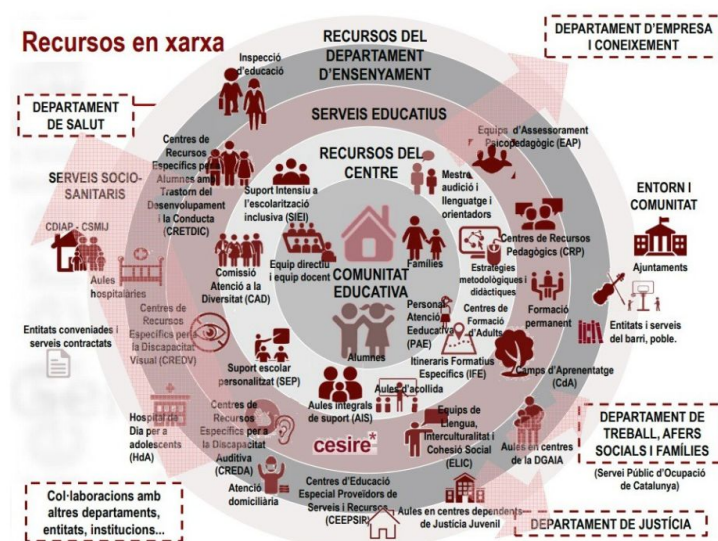 Recursos en xarxa
RECURSOS DEL
DEPARTAMENT
D'ENSENYAMENT
DEPARTAMENT D'EMPRESA
I CONEIXEMENT
Inspecció
d'educació
DEPARTAMENT
DE SALUT
SERVEIS EDUCATIUS
Equips d'Assessorament
Psicopedagògic (EAP)
Centres de
Recursos
Específics per a
Alumnes amb
Trastorn del
Desenvolupament
i la Conducta
(CRETDIC)
RECURSOS DEL
CENTRE
Mestres
audició i
llenguatge i
orientadors
SERVEIS SOCIO-
SANITARIS
Suport Intensiu a
l'escolarització
inclusiva (SIEI)
ENTORN I
COMUNITAT
CDIAP - CSMIJ
Centres de Recursos
Pedagògics (CRP)
Ajuntaments
Aules
hospitalàries
Comissió
Atenció a la
Diversitat (CAD)
Equip directiu
i equip docent
Famílies
Estratègies
metodològiques i
didàctiques
COMUNITAT
EDUCATIVA
Formació
permanent
Personal
Atenció
Eeducativa
(PAE)
Centres de
Formació
d'Adults
Entitats i serveis
del barri, poble.
Entitats conveniades i
serveis contractats
Centres de
Recursos
Específics per a
la Discapacitat
Visual (CREDV)
Alumnes
Itineraris Formatius
Específics (IFE)
Suport escolar
personalitzat (SEP)
Camps d'Aprenentatge
(CdA)
Aules d'acollida
Aules integrals
de suport (AIS)
Hospital de
Dia per a
adolescents
(HdA)
Centres de
Recursos
Específics per a
la Discapacitat
Auditiva
(CREDA)
cesire*
Equips de
Llengua,
Interculturalitat i
Cohesió Social
(ELIC)
Aules en centres
de la DGAIA
DEPARTAMENT DE
TREBALL, AFERS
SOCIALS I FAMÍLIES
(Servei Públic d'Ocupació
de Catalunya)
Atenció
domiciliària
Centres d'Educació
Especial Proveïdors de
Serveis i Recursos
(CEEPSIR)
Aules en centres dependents
de Justícia Juvenil
Col·laboracions amb
altres departaments,
entitats, institucions...
DEPARTAMENT DE JUSTÍCIA